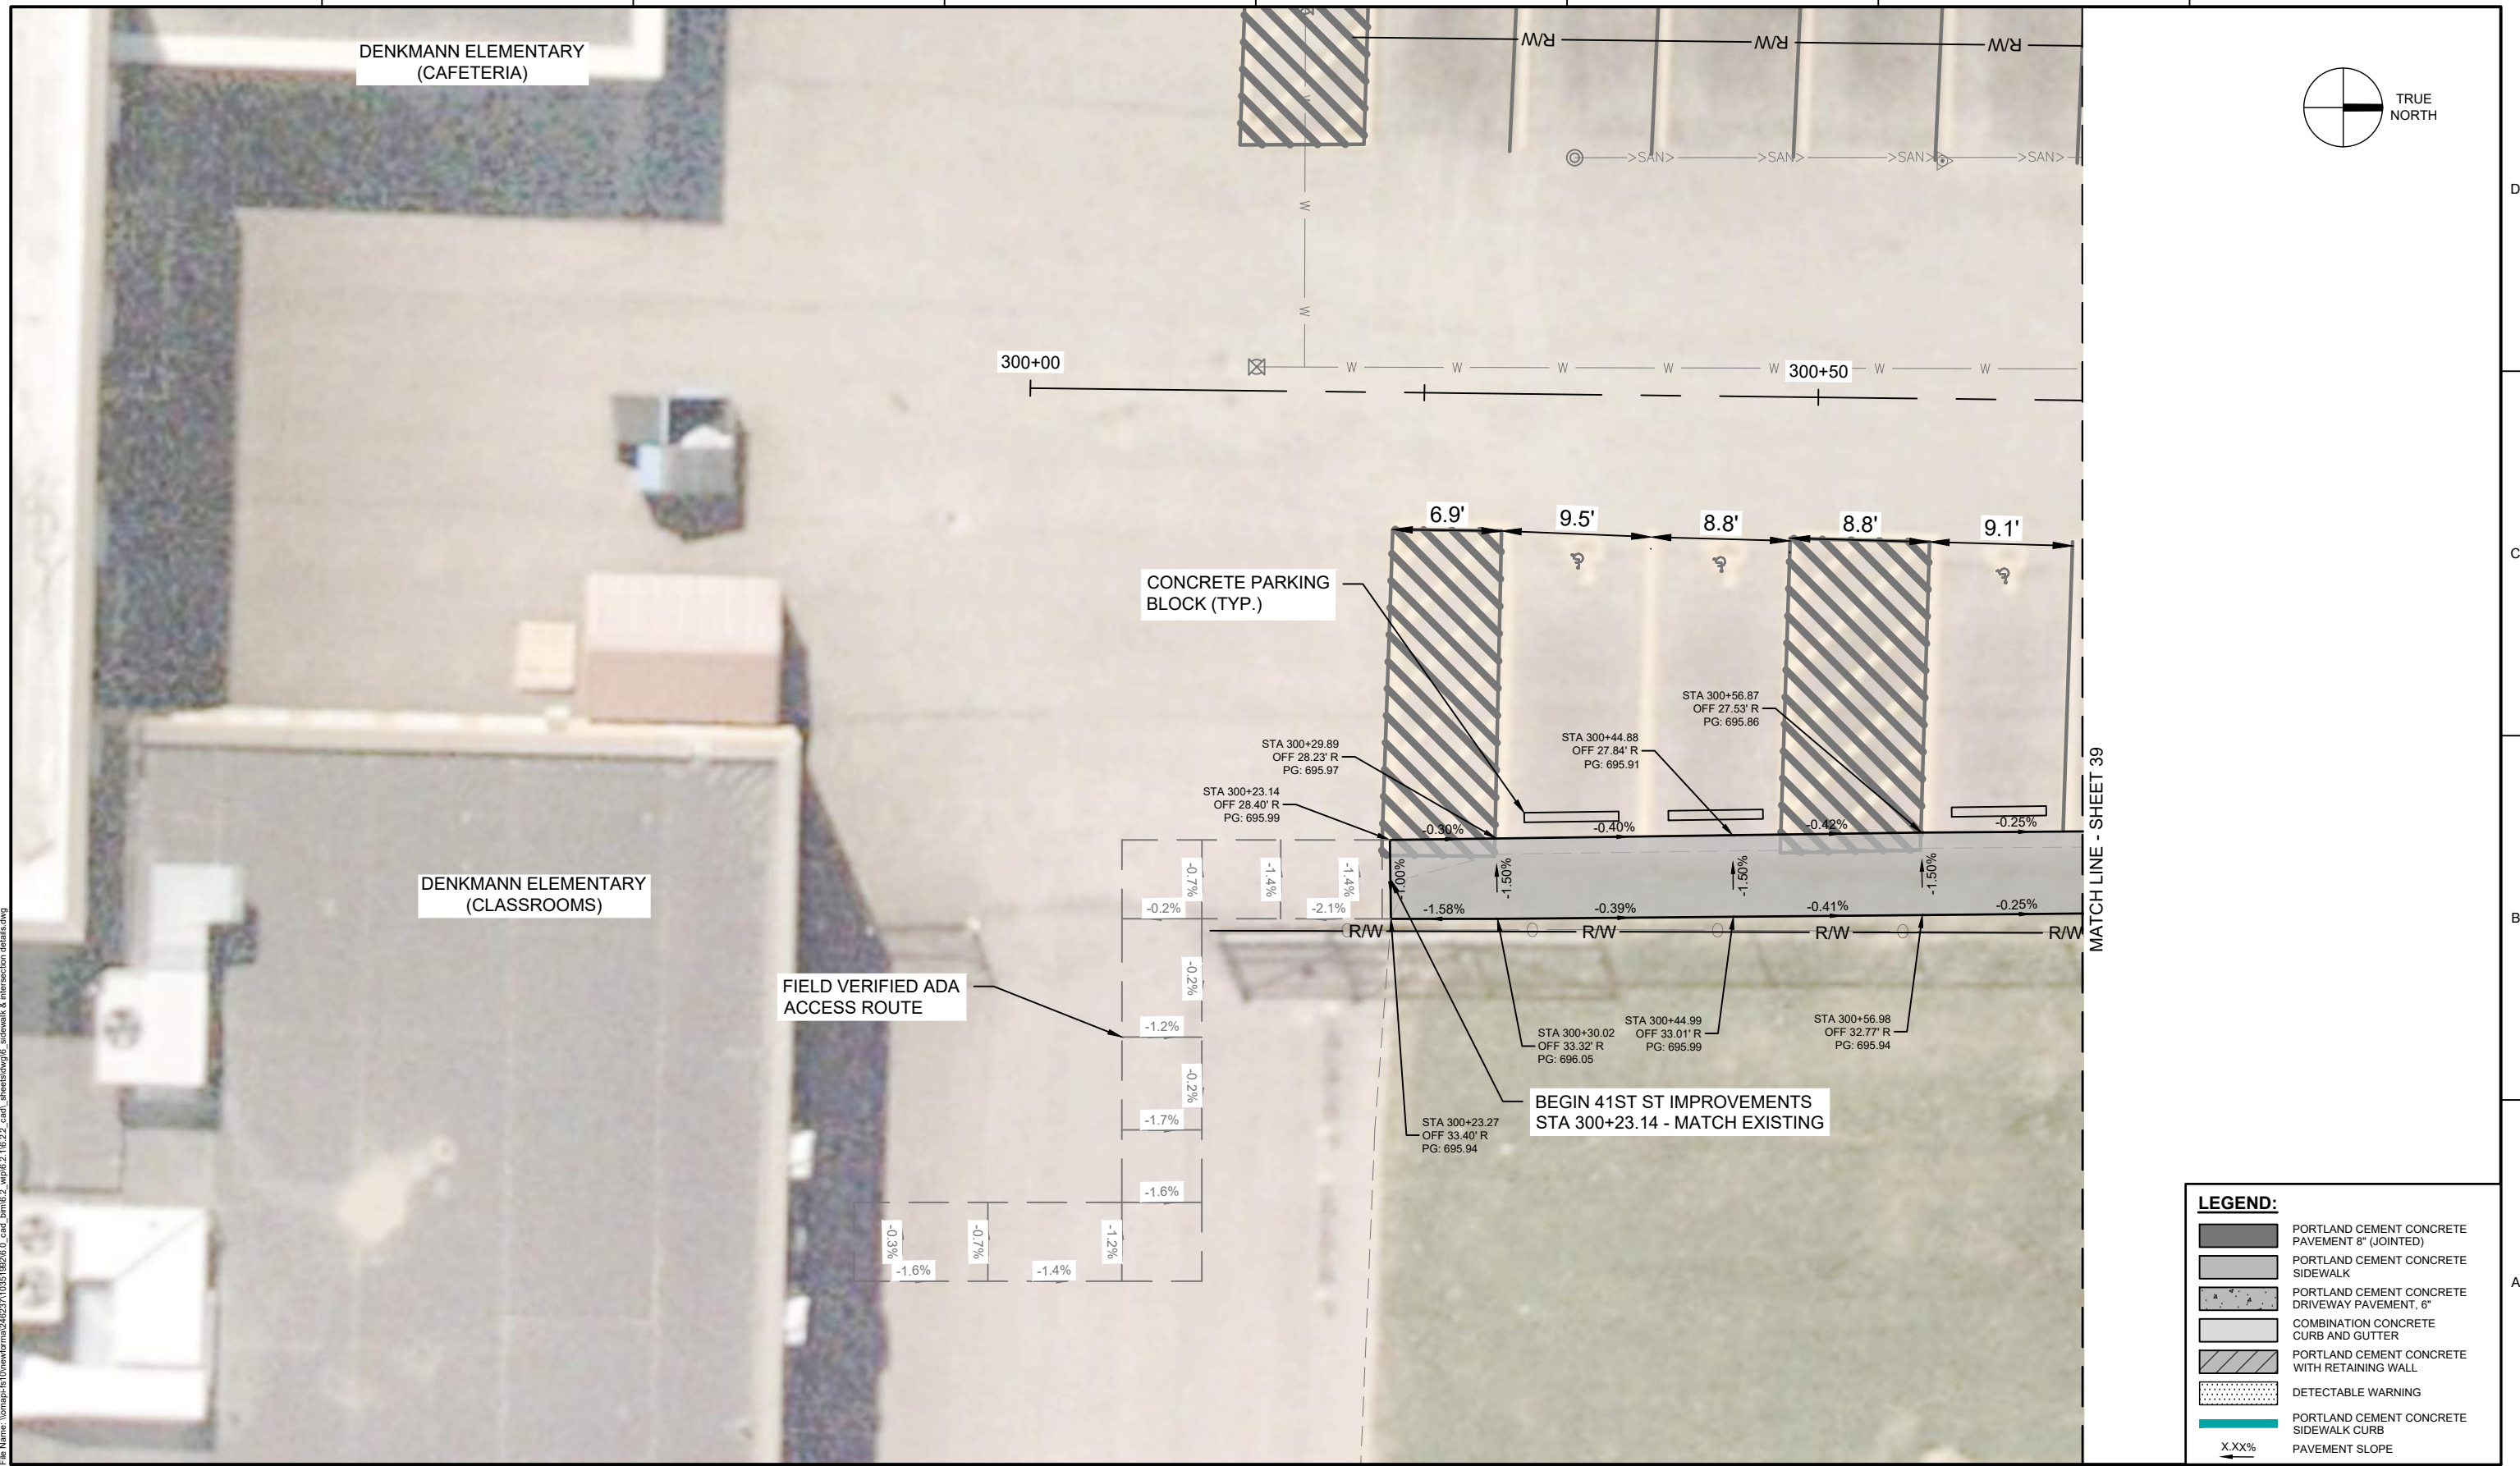 DENKMANN ELEMENTARY
(CAFETERIA)
R/W
R/W
R/W
TRUE
NORTH
>SAN>
>SAN>
>SAN>
>SAN>
D
W
W
W
300+00
W
W
W
W
W
300+50
W
W
6.9'
9.5'
8.8'
8.8'
9.1'
C
CONCRETE PARKING
BLOCK (TYP.)
STA 300+56.87
OFF 27.53' R
PG: 695.86
STA 300+44.88
OFF 27.84' R
PG: 695.91
STA 300+29.89
OFF 28.23' R
PG: 695.97
STA 300+23.14
OFF 28.40' R
PG: 695.99
MATCH LINE - SHEET 39
-0.30%
-0.40%
-0.42%
-0.25%
-0.7%
-1.4%
-1.4%
-1.00%
-1.50%
-1.50%
-1.50%
DENKMANN ELEMENTARY
(CLASSROOMS)
-0.2%
-2.1%
-1.58%
-0.39%
-0.41%
-0.25%
B
R/W
R/W
R/W
R/W
FIELD VERIFIED ADA
ACCESS ROUTE
-0.2%
-1.2%
-0.2%
-1.7%
-1.6%
STA 300+30.02
OFF 33.32' R
PG: 696.05
STA 300+44.99
OFF 33.01' R
PG: 695.99
STA 300+56.98
OFF 32.77' R
PG: 695.94
BEGIN 41ST ST IMPROVEMENTS
STA 300+23.14 - MATCH EXISTING
STA 300+23.27
OFF 33.40' R
PG: 695.94
-0.3%
-0.7%
-1.2%
-1.6%
-1.4%
A
LEGEND:
PORTLAND CEMENT CONCRETE
PAVEMENT 8" (JOINTED)
PORTLAND CEMENT CONCRETE
SIDEWALK
PORTLAND CEMENT CONCRETE
DRIVEWAY PAVEMENT, 6"
COMBINATION CONCRETE
CURB AND GUTTER
PORTLAND CEMENT CONCRETE
WITH RETAINING WALL
DETECTABLE WARNING
PORTLAND CEMENT CONCRETE
SIDEWALK CURB
X.XX%
PAVEMENT SLOPE